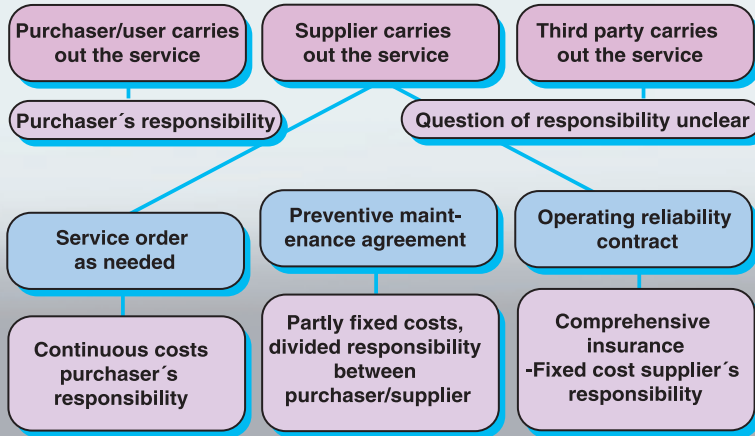 Purchaser/user carries
out the service
Supplier carries
out the service
Third party carries
out the service
Purchaser´s responsibility
Question of responsibility unclear
Service order
as needed
Preventive maint-
enance agreement
Operating reliability
contract
Continuous costs
purchaser´s
responsibility
Partly fixed costs,
divided responsibility
between
purchaser/supplier
Comprehensive
insurance
-Fixed cost supplier´s
responsibility